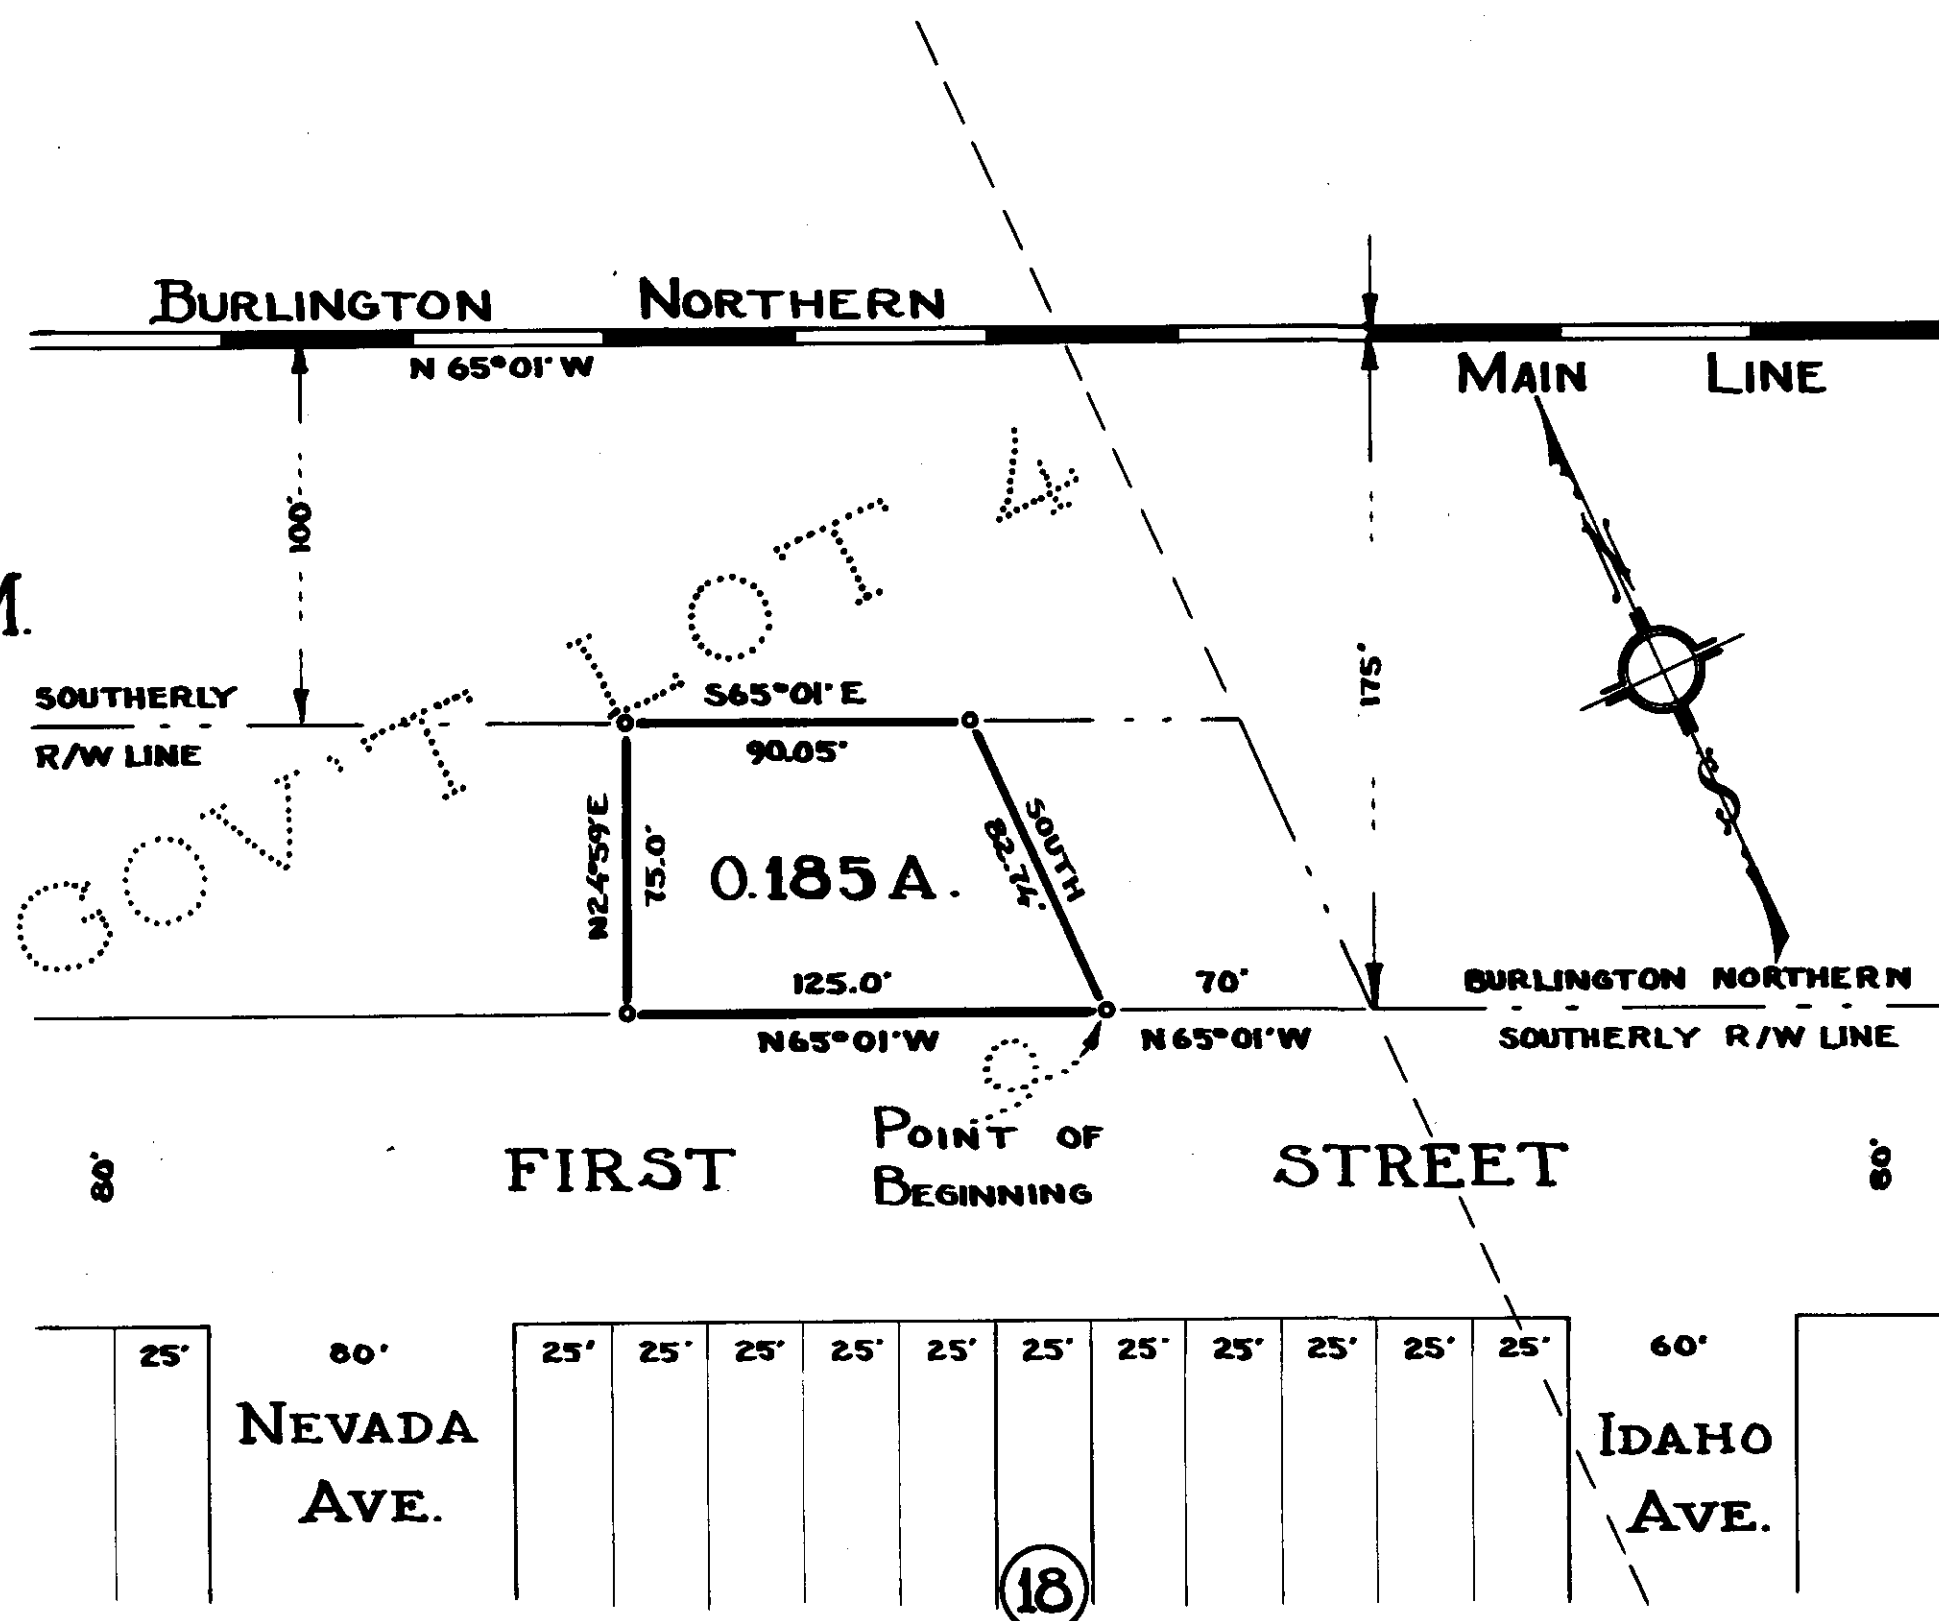 BURLINGTON NORTHERN
N 65°01' W
MAIN LINE
100'
GOV'T LOT 4
M.
N
S
175'
SOUTHERLY
R/W LINE
S65°01' E
90.05'
N24°59'E
75.0'
0.185 A.
SOUTH
82.74'
125.0'
N65°01'W
70'
N65°01'W
BURLINGTON NORTHERN
SOUTHERLY R/W LINE
9
POINT OF
BEGINNING
80'
FIRST STREET
80'
25' 80' 25' 25' 25' 25' 25' 25' 25' 25' 25' 25' 25' 60'
NEVADA
AVE.
IDAHO
AVE.
18